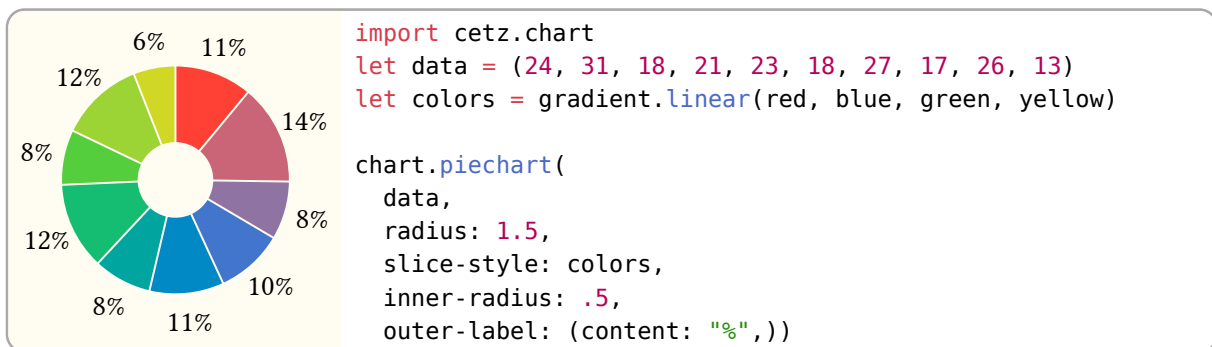 6%
11%
12%
14%
8%
8%
12%
10%
8%
11%
import cetz.chart
let data = (24, 31, 18, 21, 23, 18, 27, 17, 26, 13)
let colors = gradient.linear(red, blue, green, yellow)
chart.piechart(
  data,
  radius: 1.5,
  slice-style: colors,
  inner-radius: .5,
  outer-label: (content: "%",))